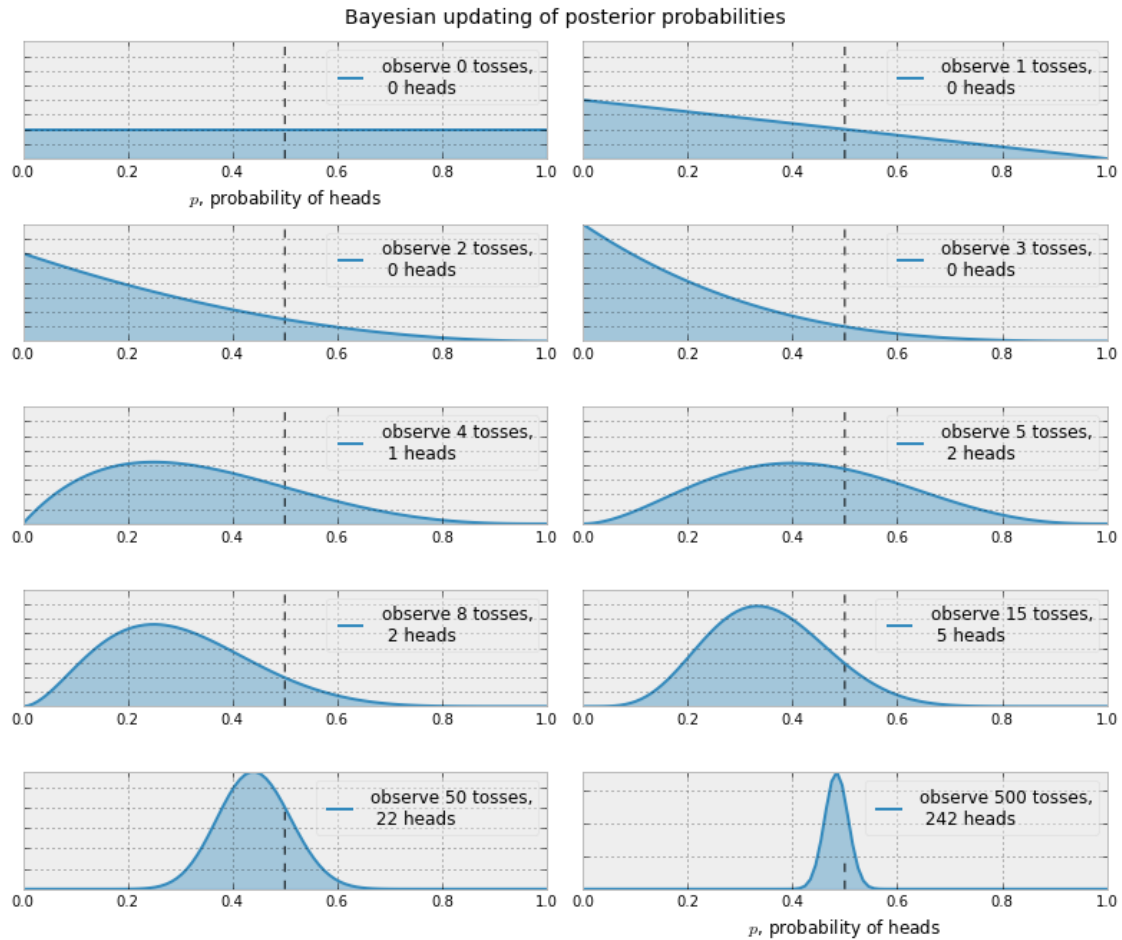 Bayesian updating of posterior probabilities
observe 0 tosses,
0 heads
0.0 0.2 0.4 0.6 0.8 1.0
p, probability of heads
observe 1 tosses,
0 heads
0.0 0.2 0.4 0.6 0.8 1.0
observe 2 tosses,
0 heads
0.0 0.2 0.4 0.6 0.8 1.0
observe 3 tosses,
0 heads
0.0 0.2 0.4 0.6 0.8 1.0
observe 4 tosses,
1 heads
0.0 0.2 0.4 0.6 0.8 1.0
observe 5 tosses,
2 heads
0.0 0.2 0.4 0.6 0.8 1.0
observe 8 tosses,
2 heads
0.0 0.2 0.4 0.6 0.8 1.0
observe 15 tosses,
5 heads
0.0 0.2 0.4 0.6 0.8 1.0
observe 50 tosses,
22 heads
0.0 0.2 0.4 0.6 0.8 1.0
observe 500 tosses,
242 heads
0.0 0.2 0.4 0.6 0.8 1.0
p, probability of heads